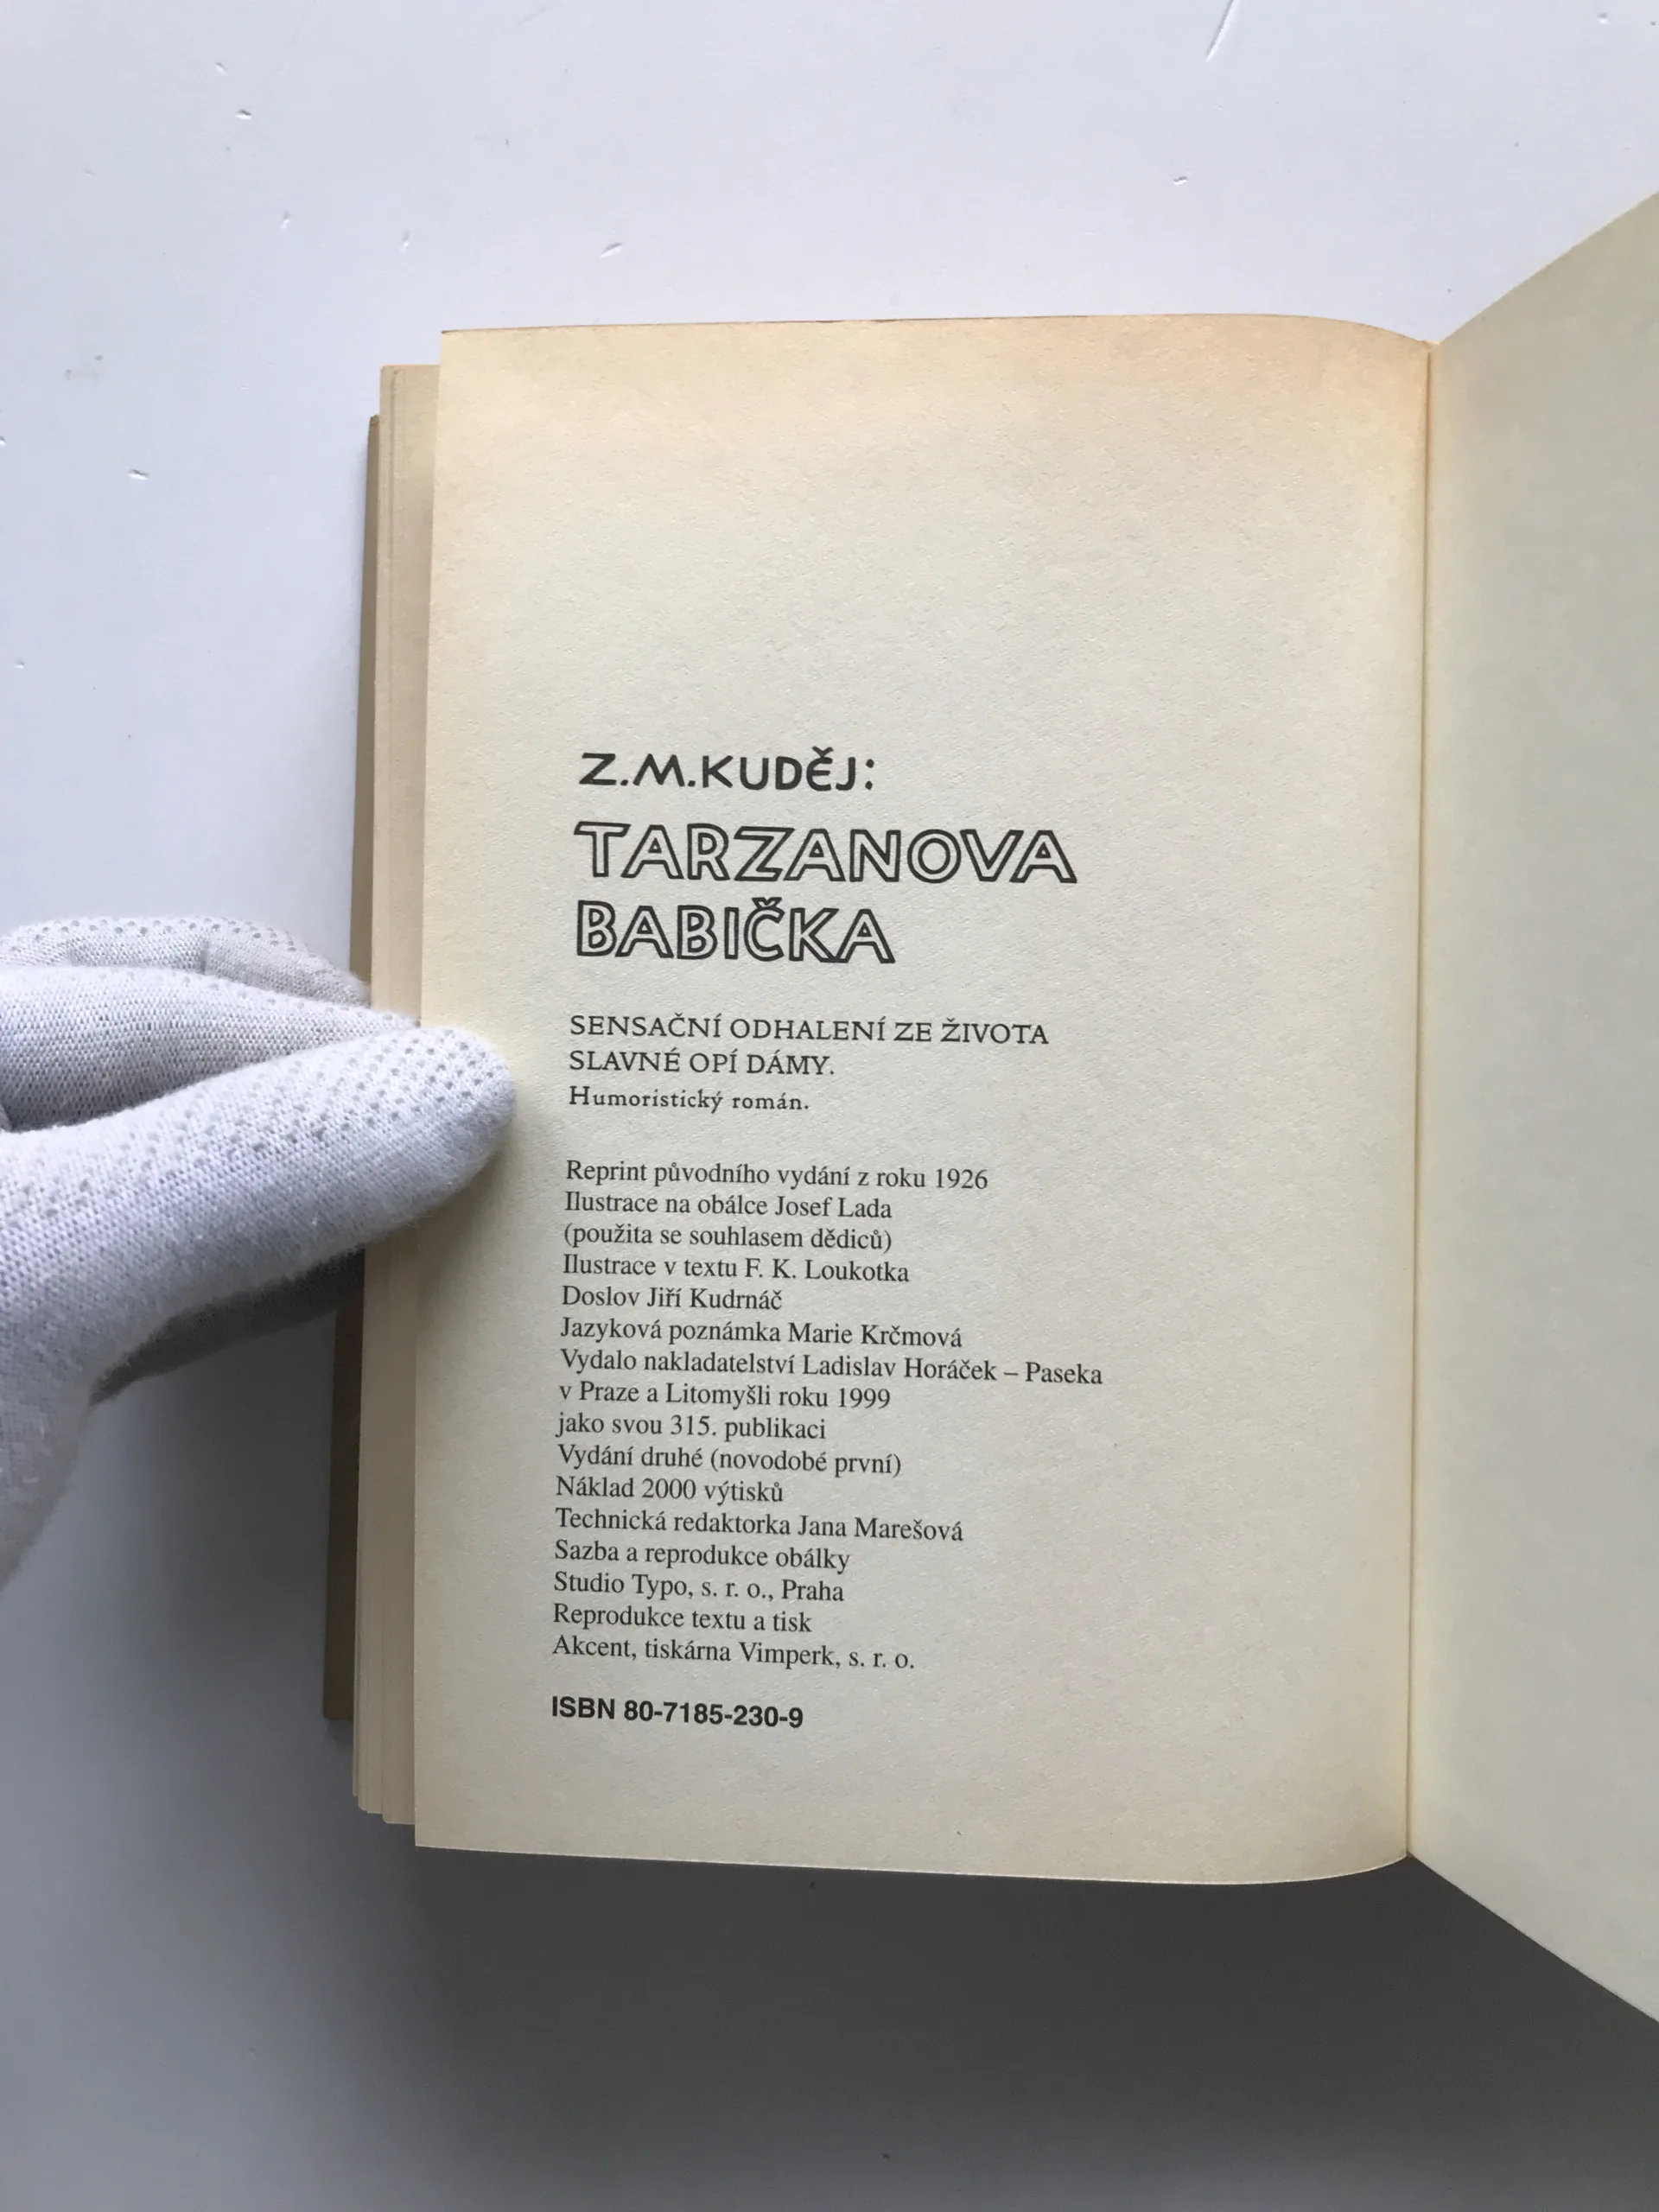 Z.M.KUDĚJ:
TARZANOVA
BABIČKA
SENSAČNÍ ODHALENÍ ZE ŽIVOTA
SLAVNÉ OPÍ DÁMY.
Humoristický román.
Reprint původního vydání z roku 1926
Ilustrace na obálce Josef Lada
(použita se souhlasem dědiců)
Ilustrace v textu F. K. Loukotka
Doslov Jiří Kudrnáč
Jazyková poznámka Marie Krčmová
Vydalo nakladatelství Ladislav Horáček – Paseka
v Praze a Litomyšli roku 1999
jako svou 315. publikaci
Vydání druhé (novodobé první)
Náklad 2000 výtisků
Technická redaktorka Jana Marešová
Sazba a reprodukce obálky
Studio Typo, s. r. o., Praha
Reprodukce textu a tisk
Akcent, tiskárna Vimperk, s. r. o.
ISBN 80-7185-230-9